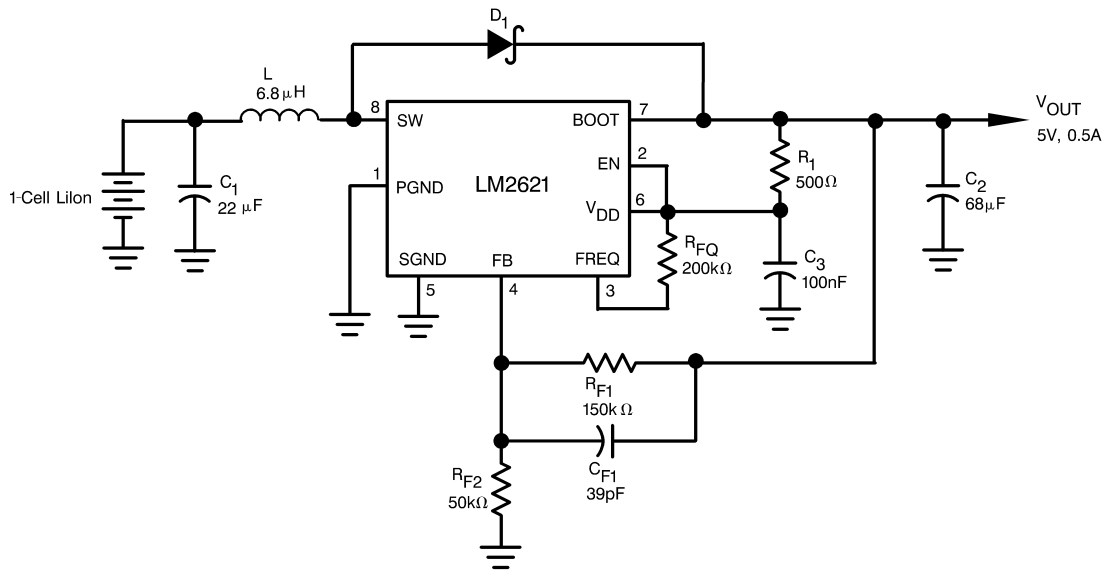 D1
L
6.8 μH
8
SW
BOOT
7
VOUT
5V, 0.5A
EN
2
R1
500Ω
1-Cell LiIon
C1
22 μF
1
PGND
LM2621
VDD
6
C2
68μF
RFQ
200kΩ
SGND
FB
FREQ
C3
100nF
5
4
3
RF1
150k Ω
RF2
50kΩ
CF1
39pF